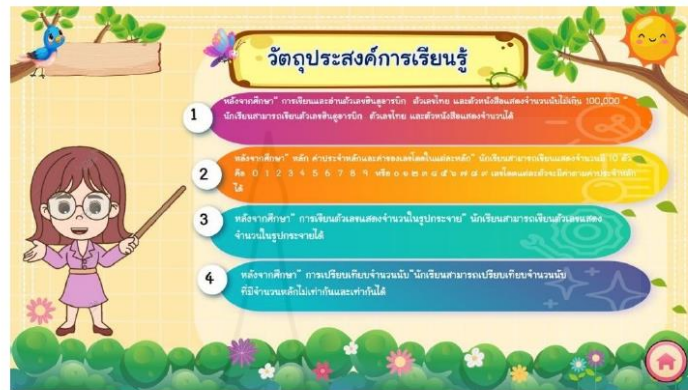 วัตถุประสงค์การเรียนรู้
1
หลังจากศึกษา" การเขียนและอ่านตัวเลขฮินดูอารบิก ตัวเลขไทย และตัวหนังสือแสดงจำนวนนับไม่เกิน 100,000 "
นักเรียนสามารถเขียนตัวเลขฮินดูอารบิก ตัวเลขไทย และตัวหนังสือแสดงจำนวนได้
2
หลังจากศึกษา" หลัก ค่าประจำหลักและค่าของเลขโดดในแต่ละหลัก" นักเรียนสามารถเขียนแสดงจำนวนมี 10 ตัว
คือ 0 1 2 3 4 5 6 7 8 9 หรือ ๐ ๑ ๒ ๓ ๔ ๕ ๖ ๗ ๘ ๙ เลขโดดแต่ละตัวจะมีค่าตามค่าประจำหลัก
ได้
3
หลังจากศึกษา" การเขียนตัวเลขแสดงจำนวนในรูปกระจาย" นักเรียนสามารถเขียนตัวเลขแสดง
จำนวนในรูปกระจายได้
4
หลังจากศึกษา" การเปรียบเทียบจำนวนนับ "นักเรียนสามารถเปรียบเทียบจำนวนนับ
ที่มีจำนวนหลักไม่เท่ากันและเท่ากันได้